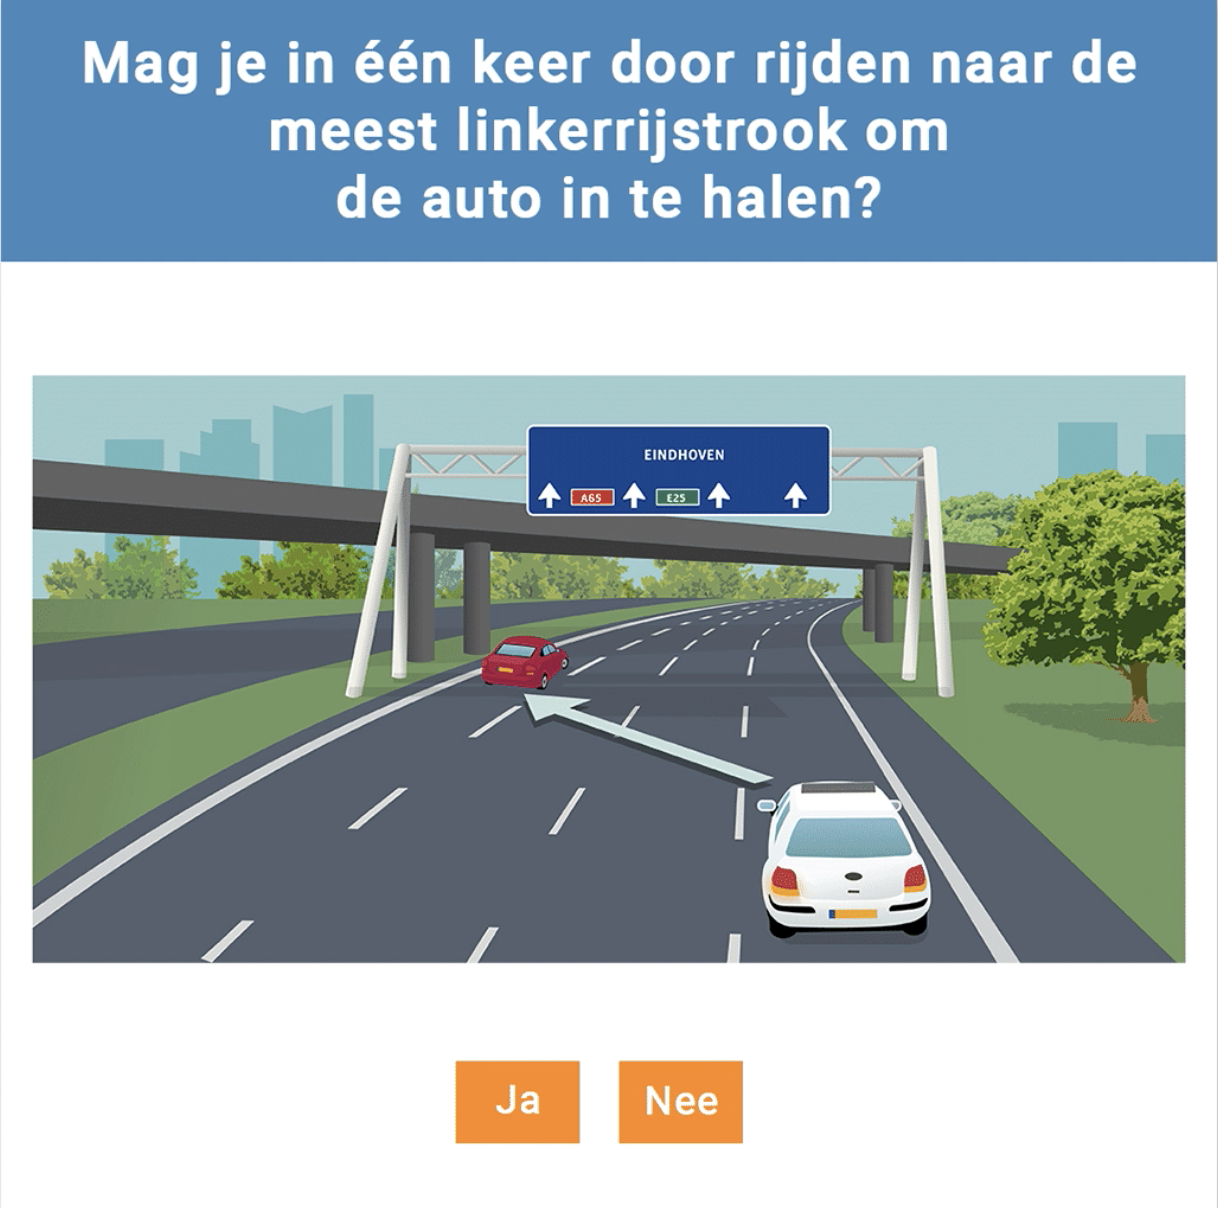 Mag je in één keer door rijden naar de
meest linkerrijstrook om
de auto in te halen?
EINDHOVEN
A65 E25
Ja Nee